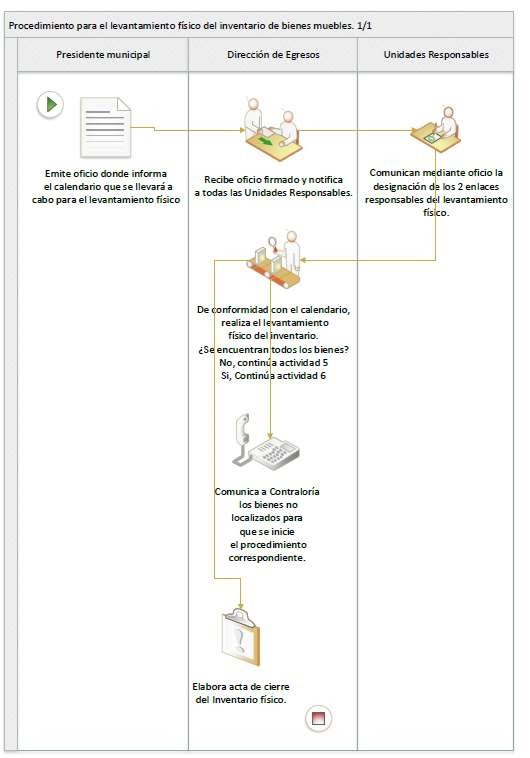 Procedimiento para el levantamiento físico del inventario de bienes muebles. 1/1
Presidente municipal
Dirección de Egresos
Unidades Responsables
Emite oficio donde informa
el calendario que se llevará a
cabo para el levantamiento físico
Recibe oficio firmado y notifica
a todas las Unidades Responsables.
Comunican mediante oficio la
designación de los 2 enlaces
responsables del levantamiento
físico.
De conformidad con el calendario,
realiza el levantamiento
físico del inventario.
¿Se encuentran todos los bienes?
No, continúa actividad 5
Si, Continúa actividad 6
Comunica a Contraloría
los bienes no
localizados para
que se inicie
el procedimiento
correspondiente.
Elabora acta de cierre
del Inventario físico.